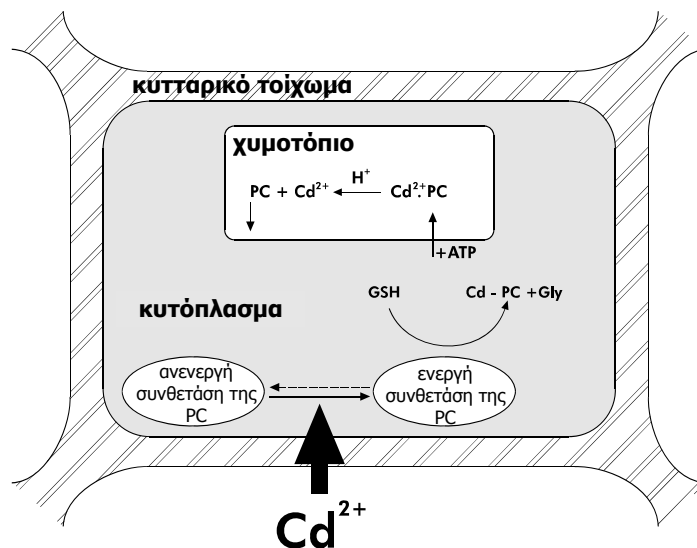 κυτταρικό τοίχωμα
χυμοτόπιο
H⁺
PC + Cd²⁺ Cd²⁺.PC
+ATP
GSH Cd - PC +Gly
κυτόπλασμα
ανενεργή
συνθετάση της
PC
ενεργή
συνθετάση της
PC
Cd²⁺